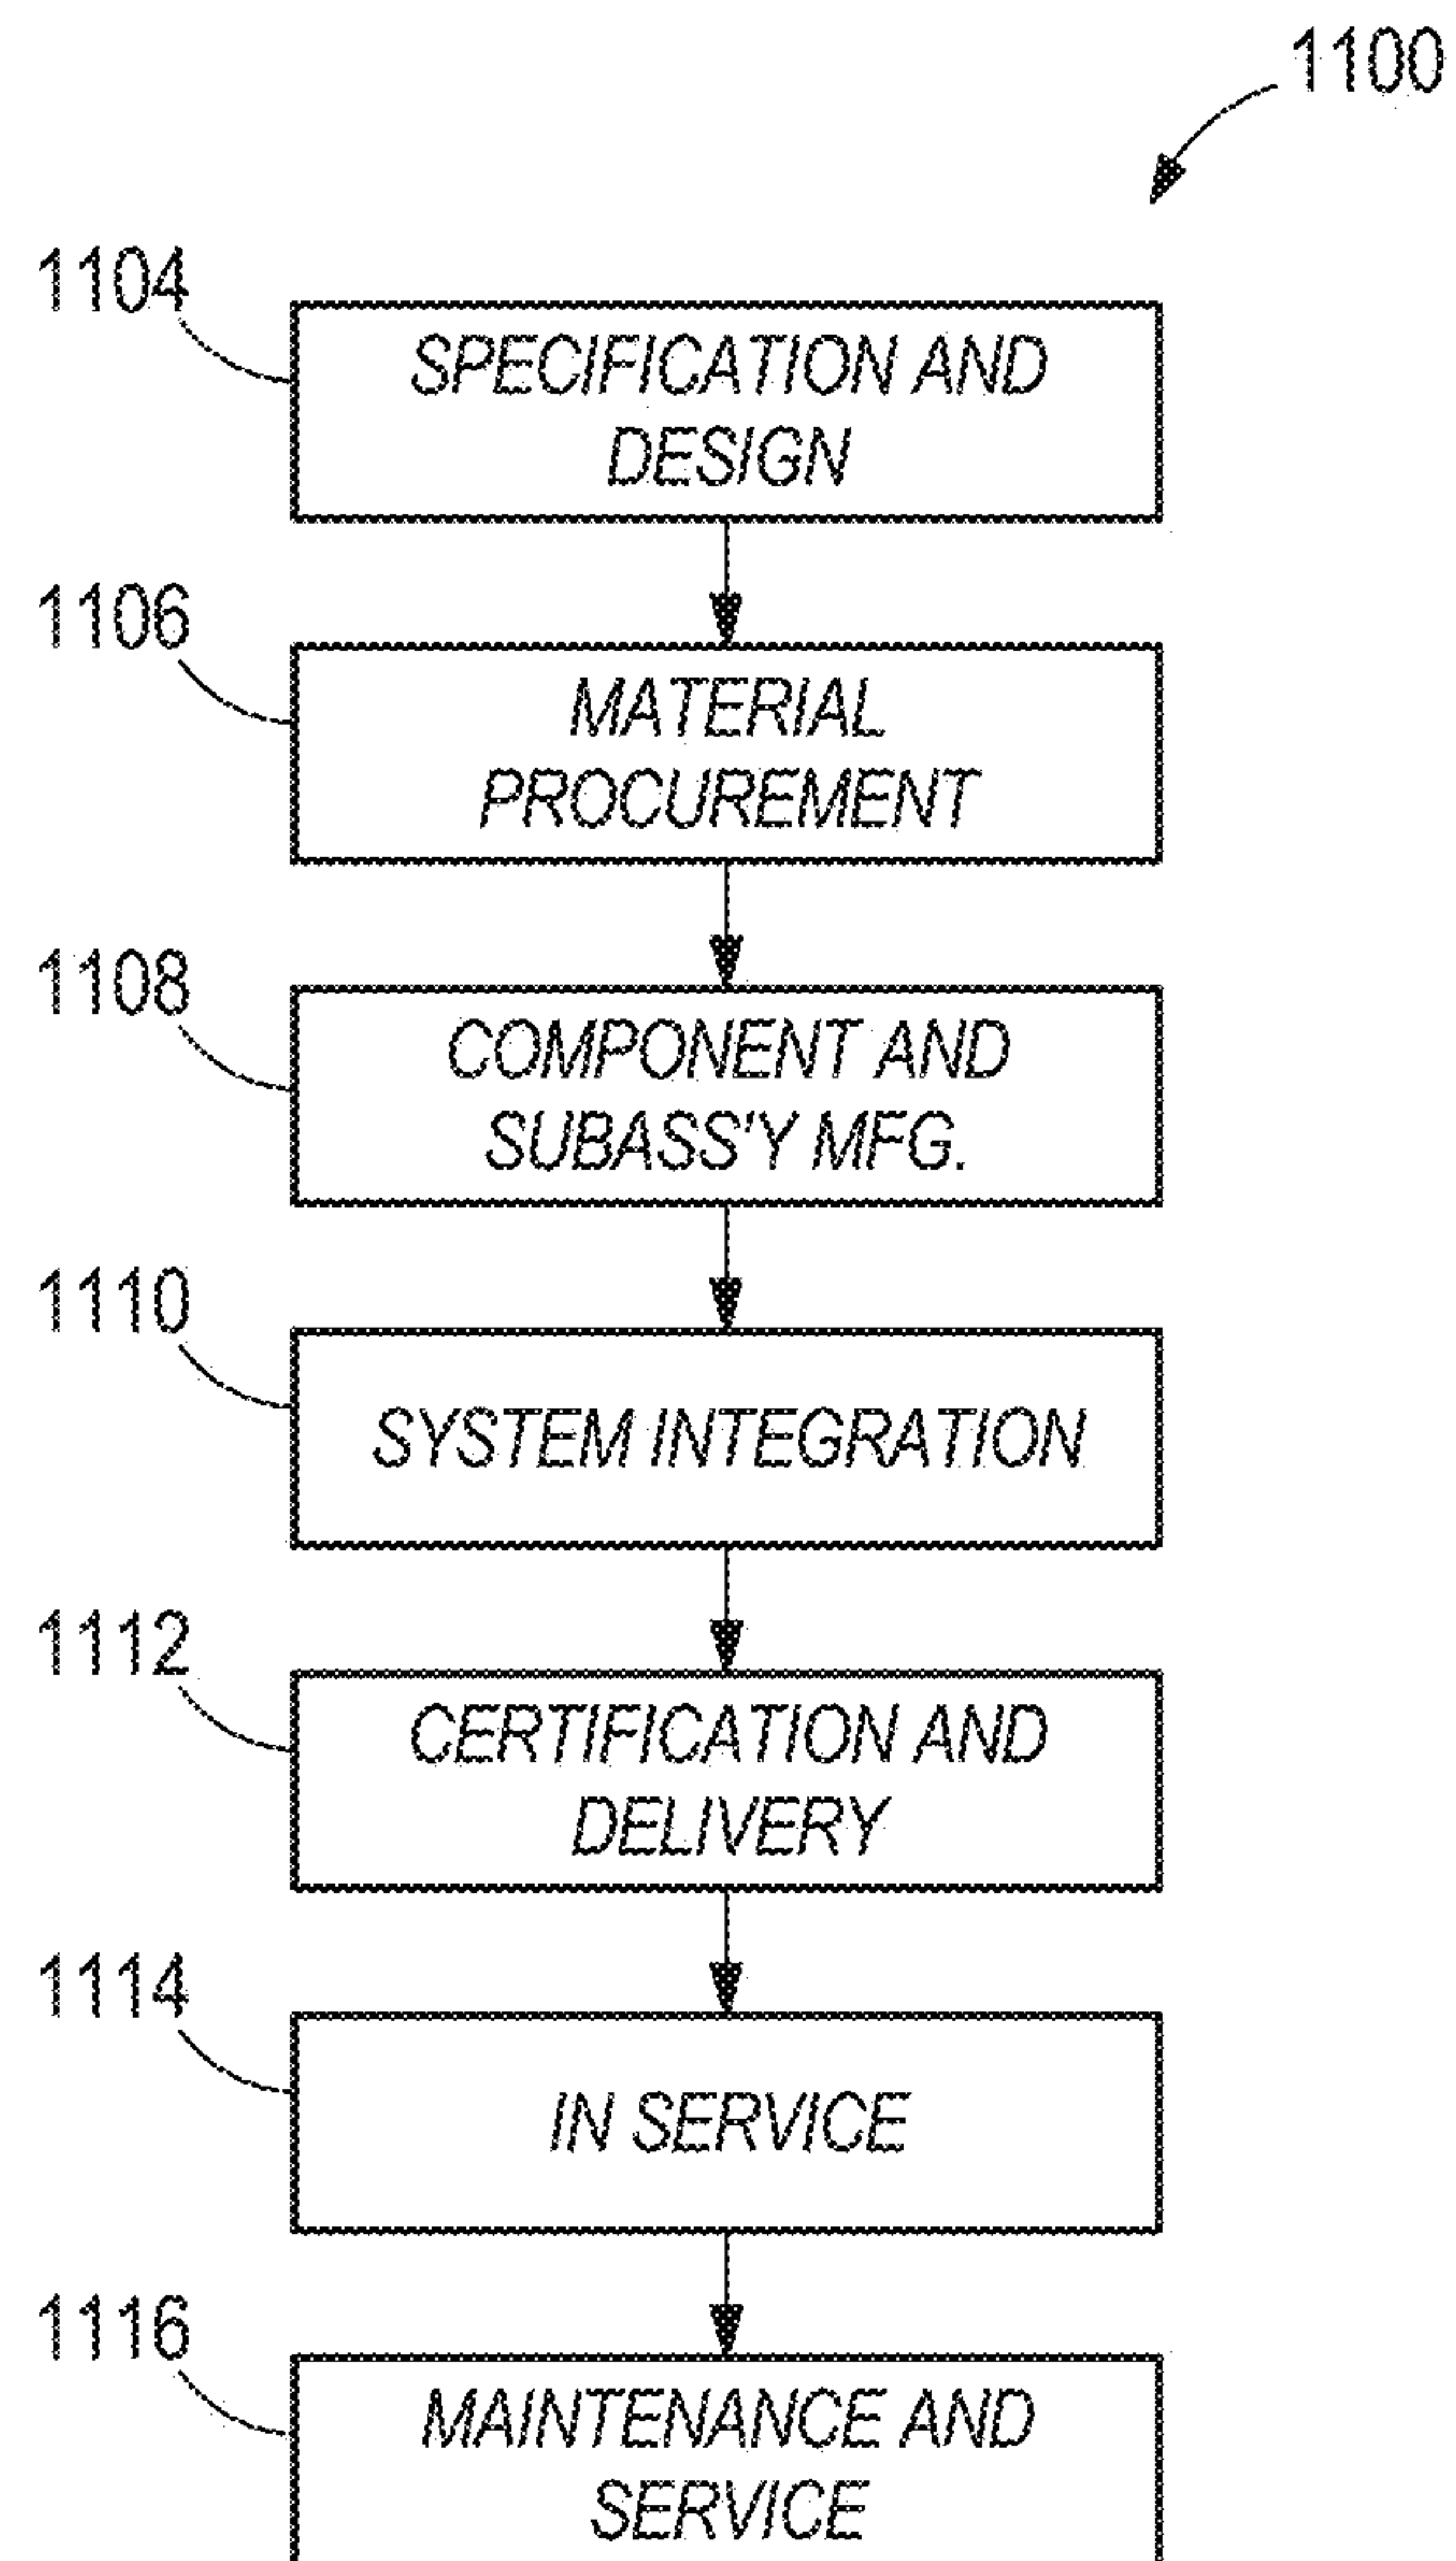 1100
1104
SPECIFICATION AND
DESIGN
1106
MATERIAL
PROCUREMENT
1108
COMPONENT AND
SUBASS'Y MFG.
1110
SYSTEM INTEGRATION
1112
CERTIFICATION AND
DELIVERY
1114
IN SERVICE
1116
MAINTENANCE AND
SERVICE